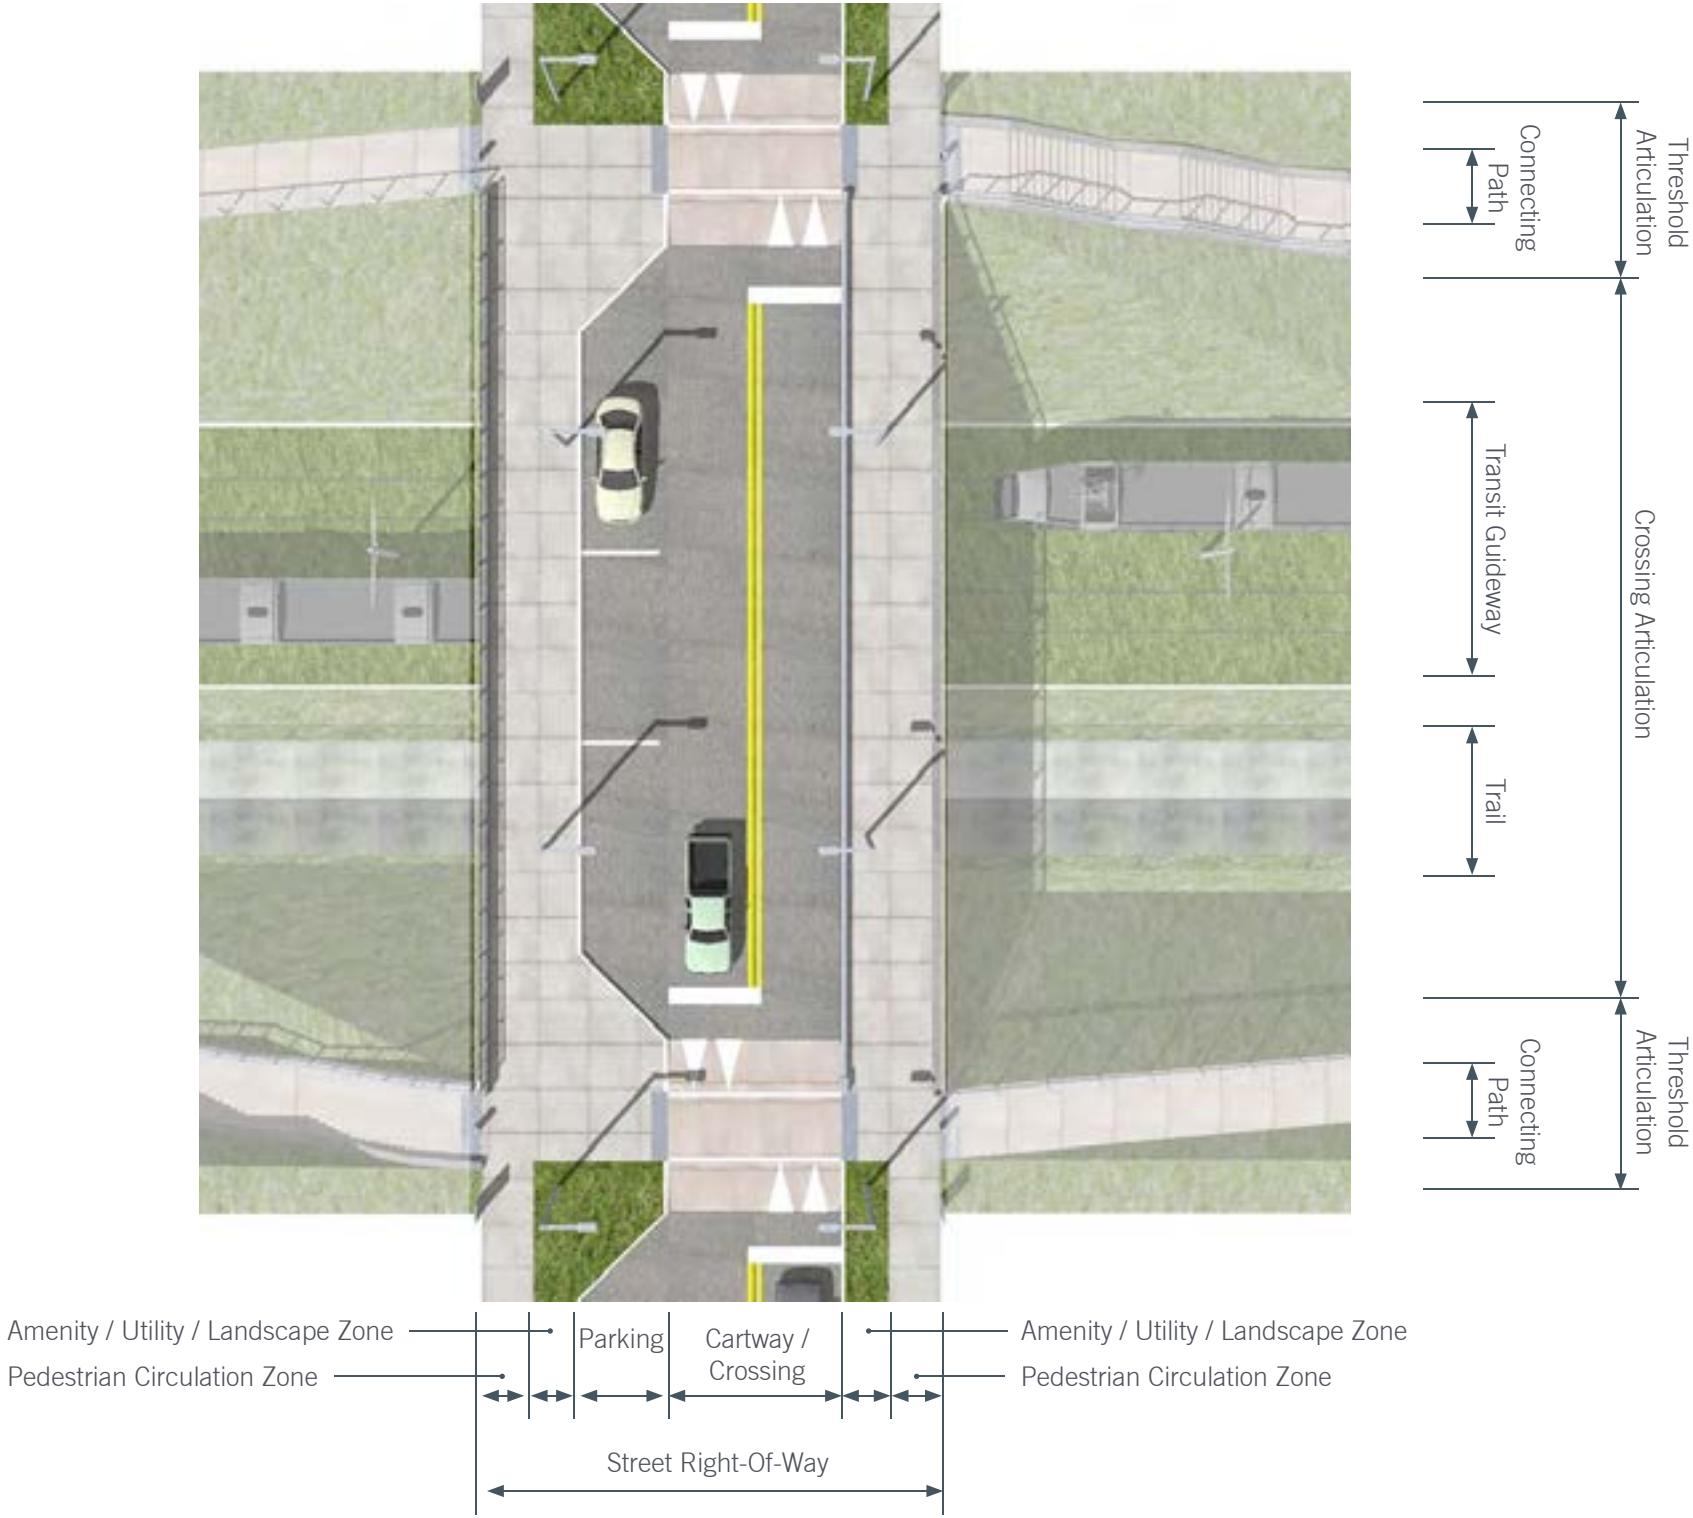 Threshold
Articulation
Connecting
Path
Transit Guideway
Crossing Articulation
Trail
Threshold
Articulation
Connecting
Path
Amenity / Utility / Landscape Zone
Parking
Cartway /
Crossing
Amenity / Utility / Landscape Zone
Pedestrian Circulation Zone
Pedestrian Circulation Zone
Street Right-Of-Way